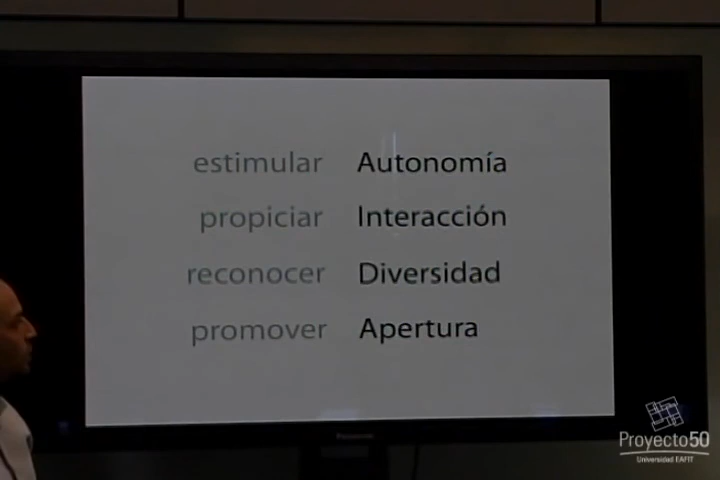 estimular Autonomía
propiciar Interacción
reconocer Diversidad
promover Apertura
Proyecto50
Universidad EAFIT